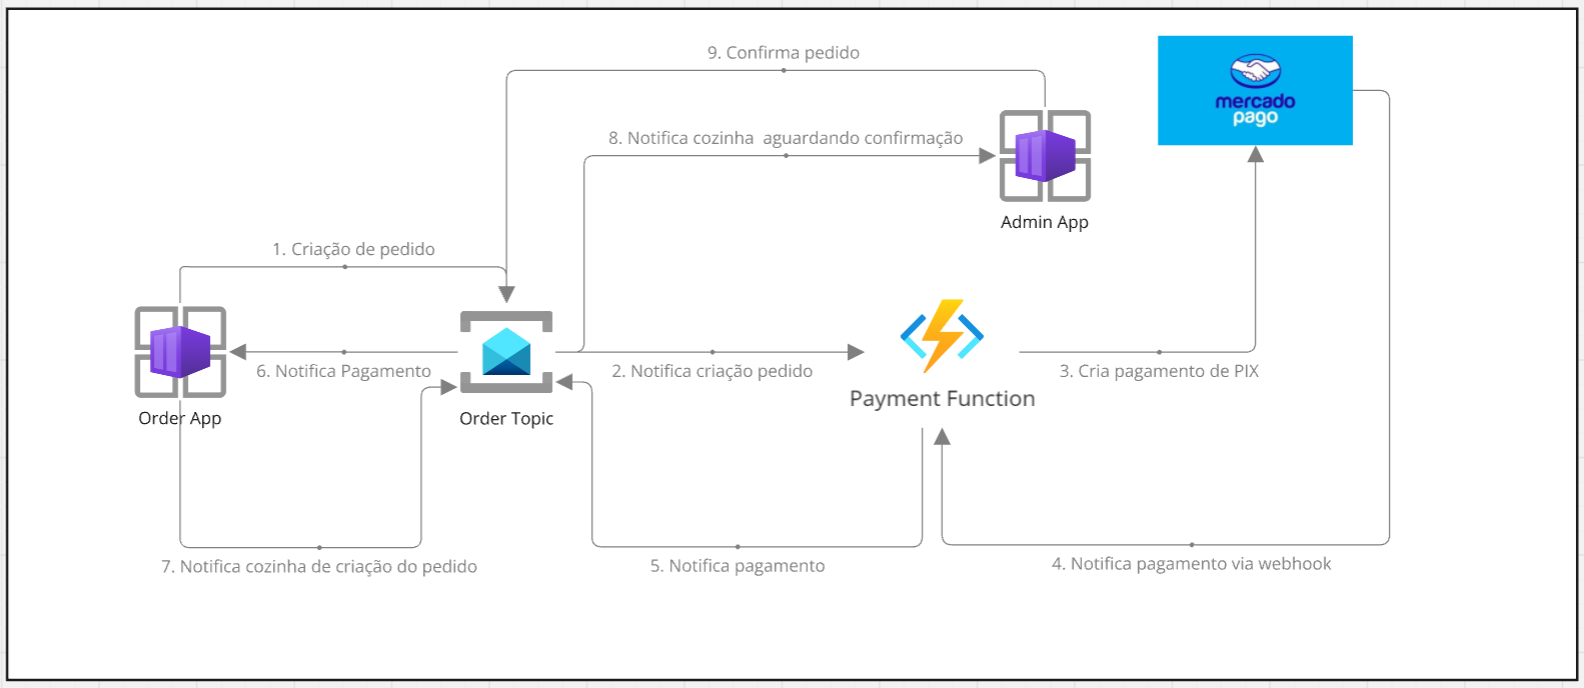 9. Confirma pedido
mercado
pago
8. Notifica cozinha  aguardando confirmação
Admin App
1. Criação de pedido
6. Notifica Pagamento
2. Notifica criação pedido
3. Cria pagamento de PIX
Order App
Order Topic
Payment Function
7. Notifica cozinha de criação do pedido
5. Notifica pagamento
4. Notifica pagamento via webhook